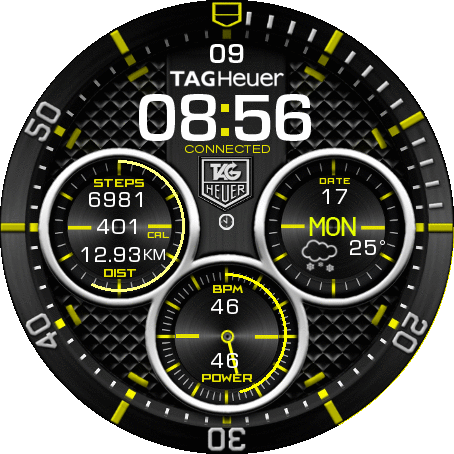 09
TAGHeuer
08:56
CONNECTED
TAG
HEUER
STEPS
6981
401 CAL
12.93KM
DIST
DATE
17
MON
25°
BPM
46
46
POWER
50
40
30
20